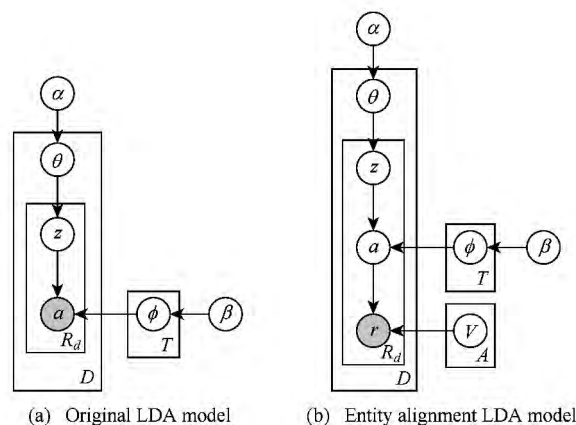 α
θ
z
a
ϕ
β
R_d
T
D
(a) Original LDA model
α
θ
z
a
ϕ
β
T
r
V
R_d
A
D
(b) Entity alignment LDA model